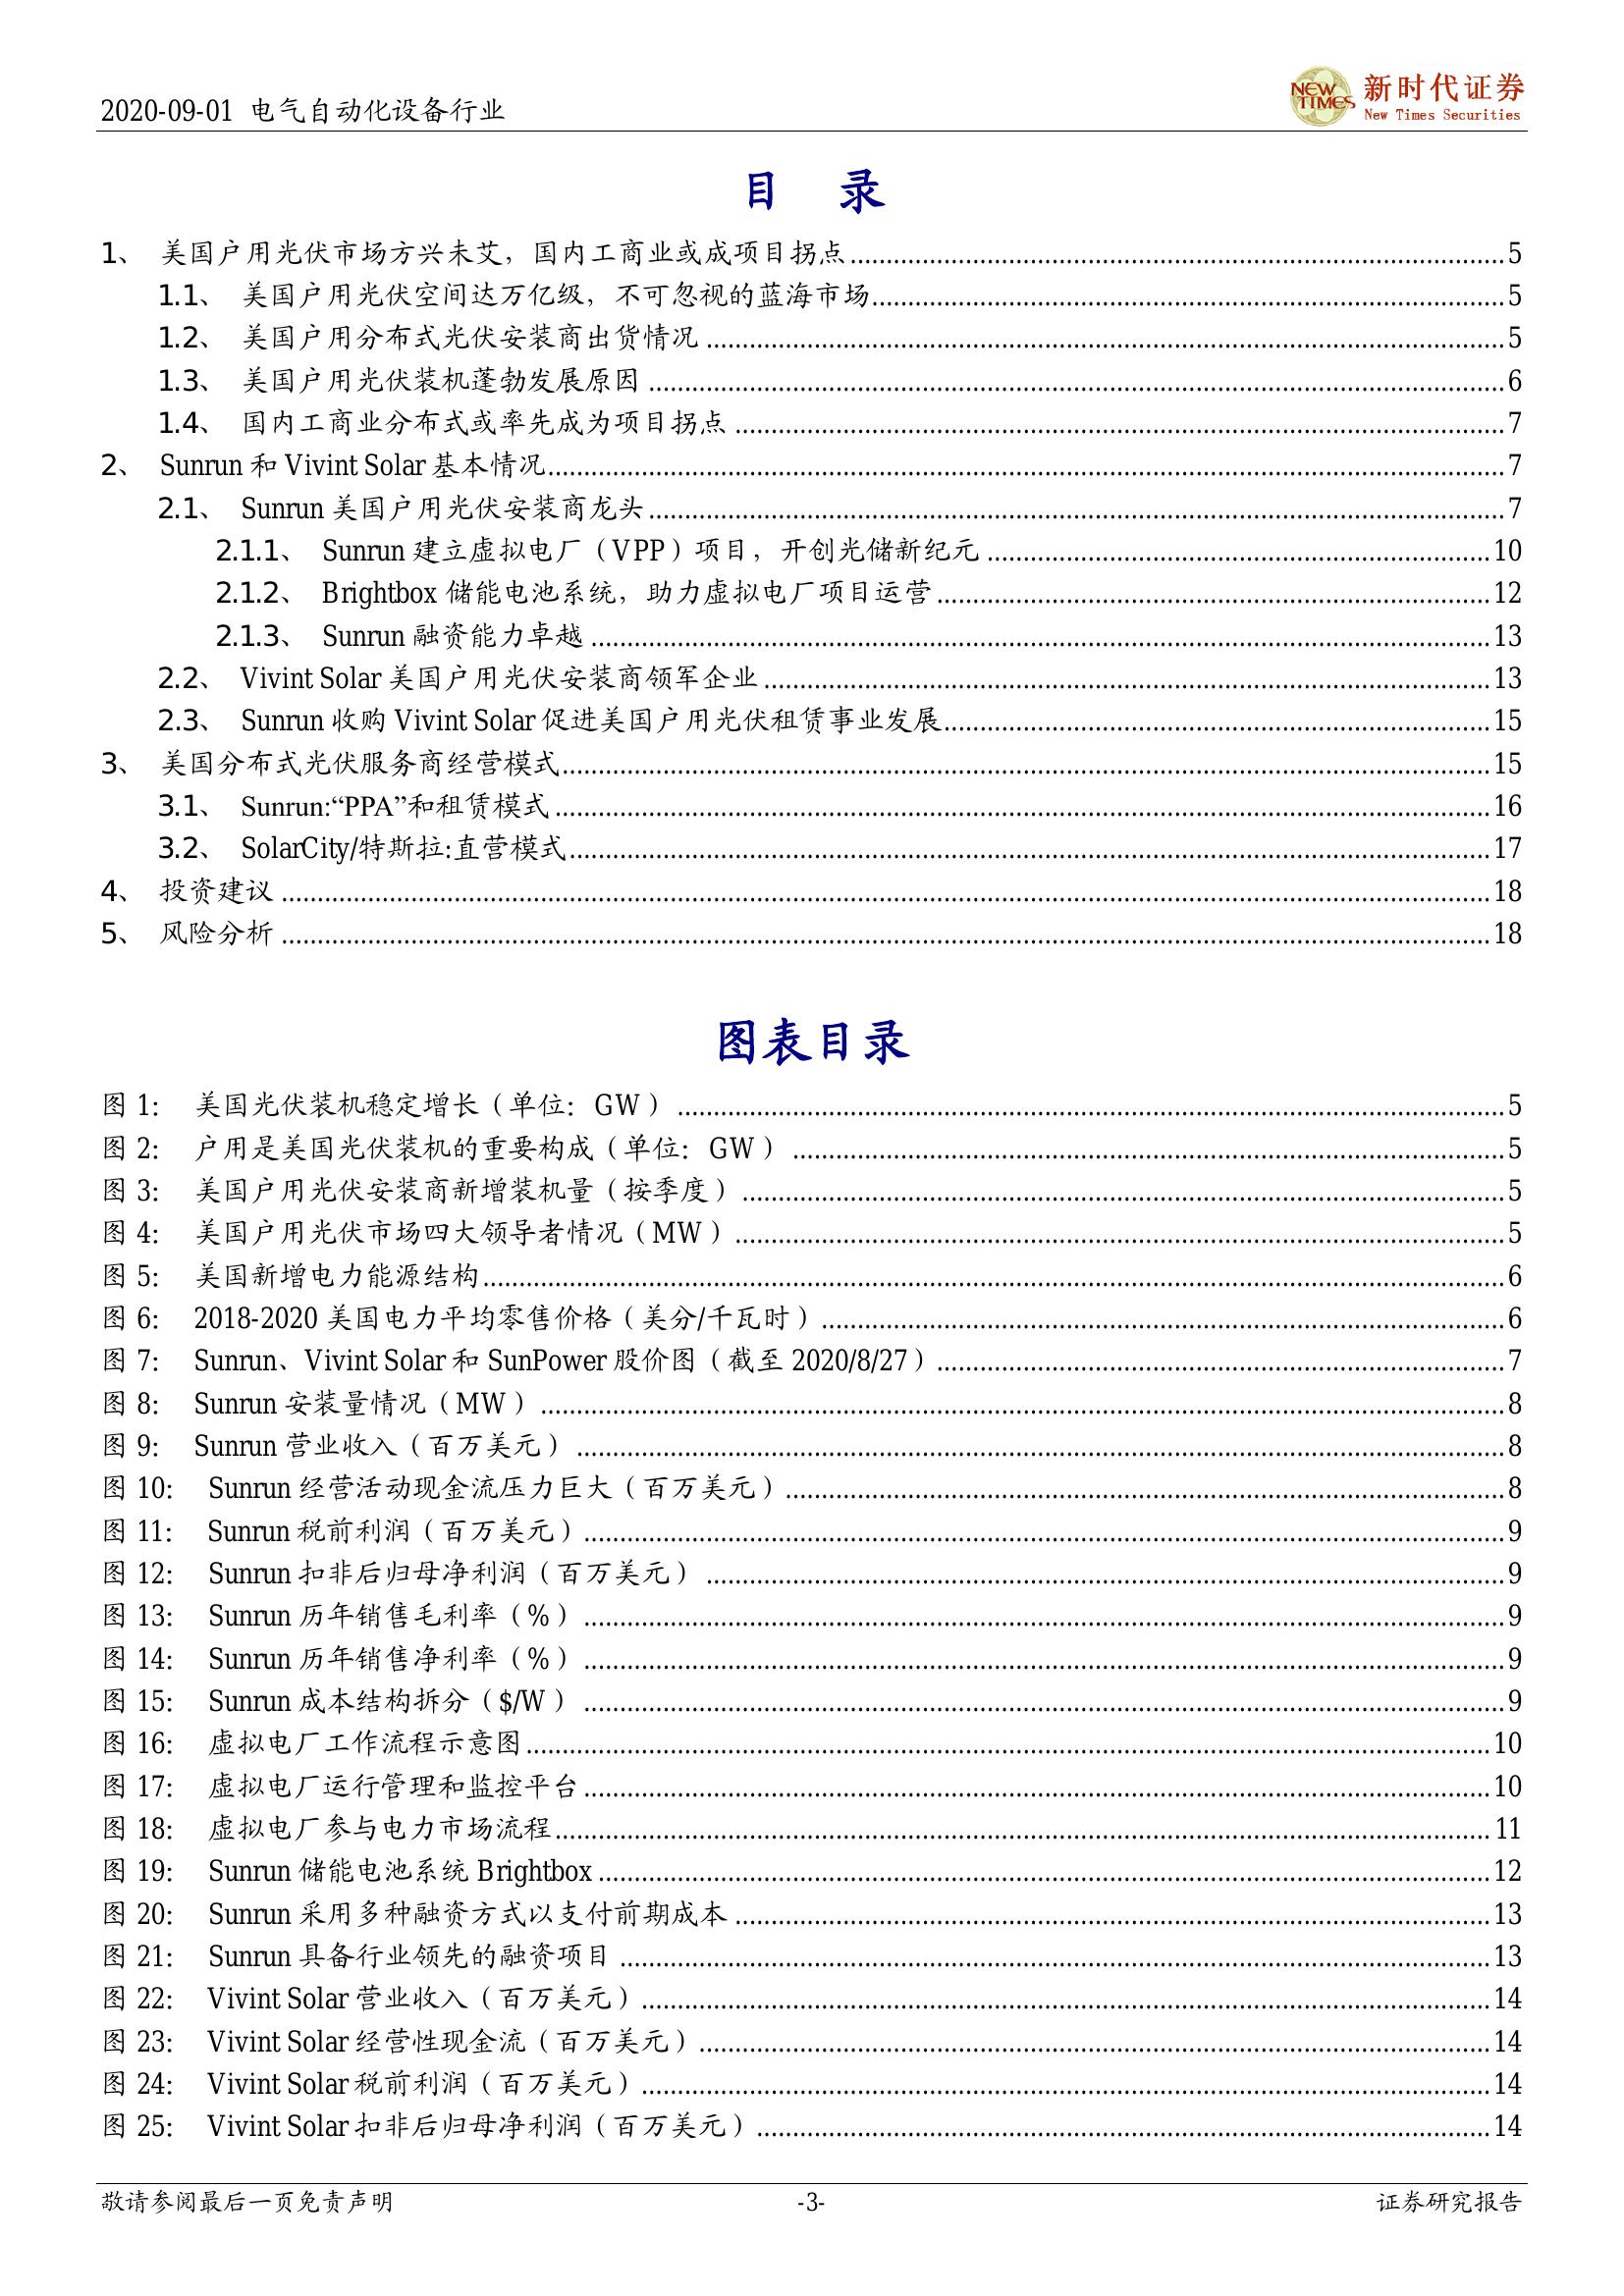 2020-09-01 电气自动化设备行业
NEW TIMES 新时代证券
New Times Securities
目 录
1、 美国户用光伏市场方兴未艾，国内工商业或成项目拐点 5
1.1、 美国户用光伏空间达万亿级，不可忽视的蓝海市场 5
1.2、 美国户用分布式光伏安装商出货情况 5
1.3、 美国户用光伏装机蓬勃发展原因 6
1.4、 国内工商业分布式或率先成为项目拐点 7
2、 Sunrun 和 Vivint Solar 基本情况 7
2.1、 Sunrun 美国户用光伏安装商龙头 7
2.1.1、 Sunrun 建立虚拟电厂（VPP）项目，开创光储新纪元 10
2.1.2、 Brightbox 储能电池系统，助力虚拟电厂项目运营 12
2.1.3、 Sunrun 融资能力卓越 13
2.2、 Vivint Solar 美国户用光伏安装商领军企业 13
2.3、 Sunrun 收购 Vivint Solar 促进美国户用光伏租赁事业发展 15
3、 美国分布式光伏服务商经营模式 15
3.1、 Sunrun:“PPA”和租赁模式 16
3.2、 SolarCity/特斯拉:直营模式 17
4、 投资建议 18
5、 风险分析 18
图表目录
图 1： 美国光伏装机稳定增长（单位：GW） 5
图 2： 户用是美国光伏装机的重要构成（单位：GW） 5
图 3： 美国户用光伏安装商新增装机量（按季度） 5
图 4： 美国户用光伏市场四大领导者情况（MW） 5
图 5： 美国新增电力能源结构 6
图 6： 2018-2020 美国电力平均零售价格（美分/千瓦时） 6
图 7： Sunrun、Vivint Solar 和 SunPower 股价图（截至 2020/8/27） 7
图 8： Sunrun 安装量情况（MW） 8
图 9： Sunrun 营业收入（百万美元） 8
图 10： Sunrun 经营活动现金流压力巨大（百万美元） 8
图 11： Sunrun 税前利润（百万美元） 9
图 12： Sunrun 扣非后归母净利润（百万美元） 9
图 13： Sunrun 历年销售毛利率（%） 9
图 14： Sunrun 历年销售净利率（%） 9
图 15： Sunrun 成本结构拆分（$/W） 9
图 16： 虚拟电厂工作流程示意图 10
图 17： 虚拟电厂运行管理和监控平台 10
图 18： 虚拟电厂参与电力市场流程 11
图 19： Sunrun 储能电池系统 Brightbox 12
图 20： Sunrun 采用多种融资方式以支付前期成本 13
图 21： Sunrun 具备行业领先的融资项目 13
图 22： Vivint Solar 营业收入（百万美元） 14
图 23： Vivint Solar 经营性现金流（百万美元） 14
图 24： Vivint Solar 税前利润（百万美元） 14
图 25： Vivint Solar 扣非后归母净利润（百万美元） 14
敬请参阅最后一页免责声明 -3- 证券研究报告